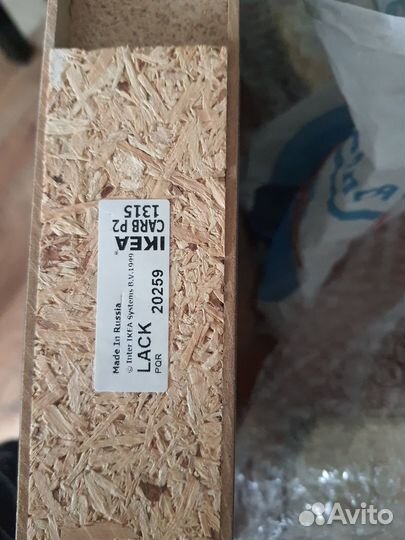 Made In Russia
© Inter IKEA Systems B.V.1999
LACK 20259
PQR
IKEA®
CARB P2
1315
Avito